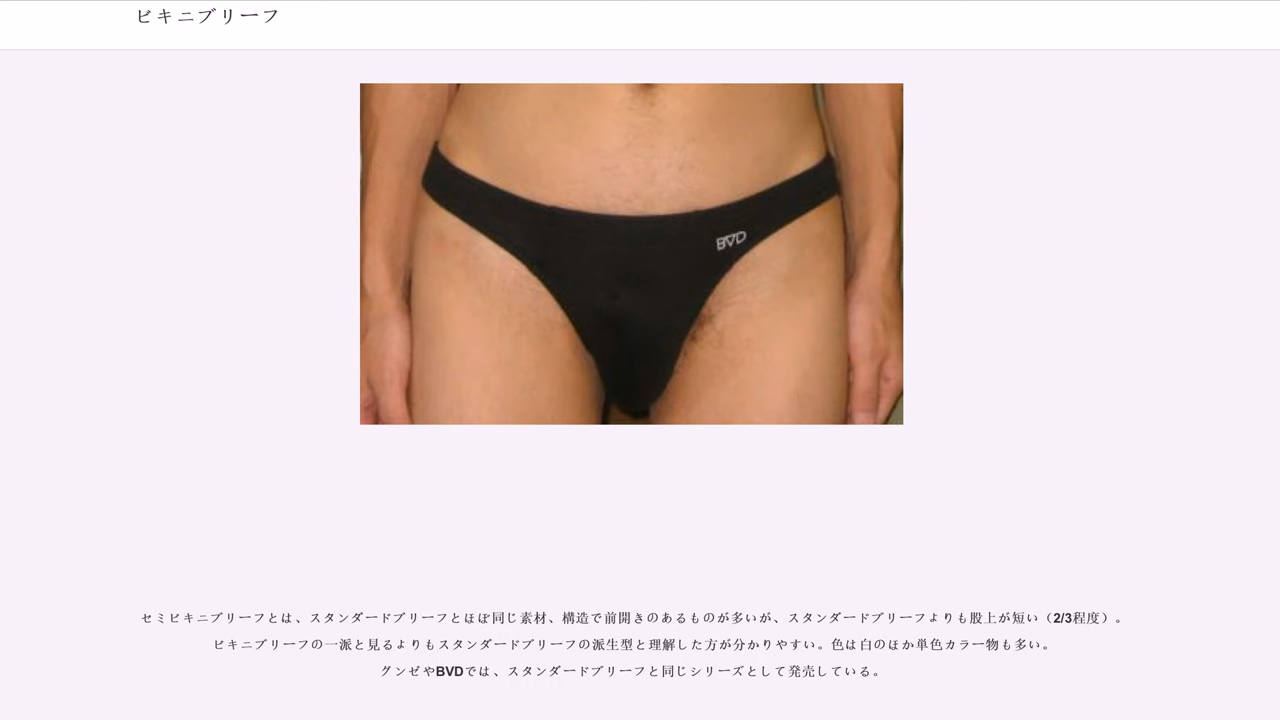 ビキニブリーフ
BVD
セミビキニブリーフとは、スタンダードブリーフとほぼ同じ素材、構造で前開きのあるものが多いが、スタンダードブリーフよりも股上が短い（2/3程度）。
ビキニブリーフの一派と見るよりもスタンダードブリーフの派生型と理解した方が分かりやすい。色は白のほか単色カラー物も多い。
グンゼやBVDでは、スタンダードブリーフと同じシリーズとして発売している。